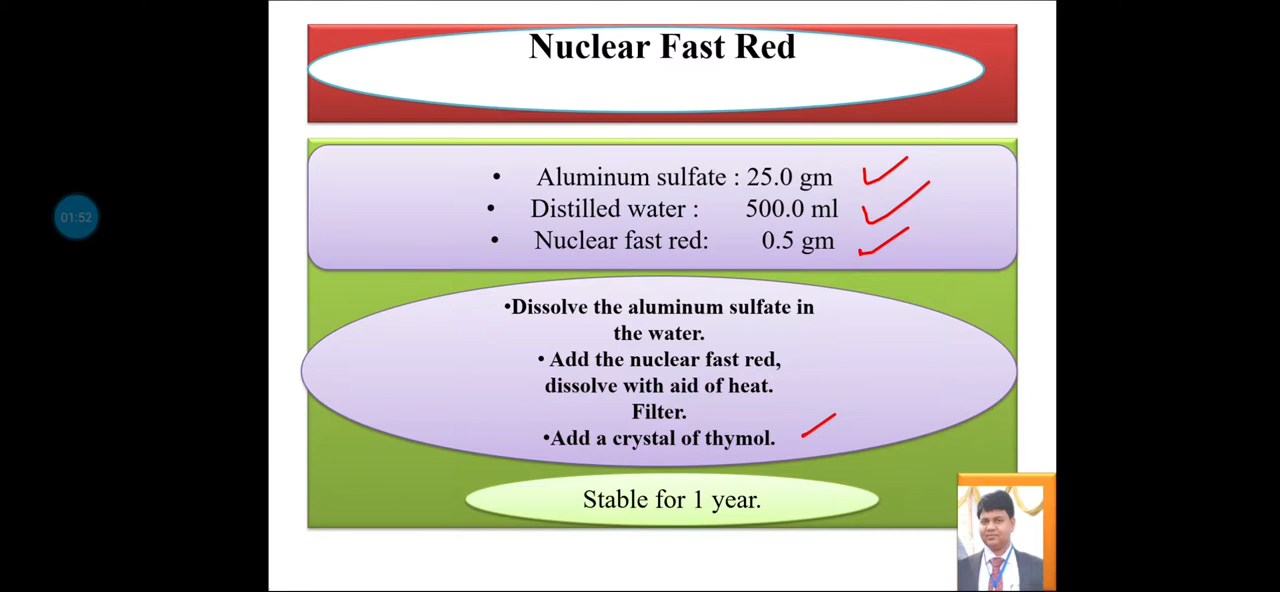 Nuclear Fast Red
• Aluminum sulfate : 25.0 gm
• Distilled water : 500.0 ml
• Nuclear fast red: 0.5 gm
01:52
•Dissolve the aluminum sulfate in
the water.
• Add the nuclear fast red,
dissolve with aid of heat.
Filter.
•Add a crystal of thymol.
Stable for 1 year.